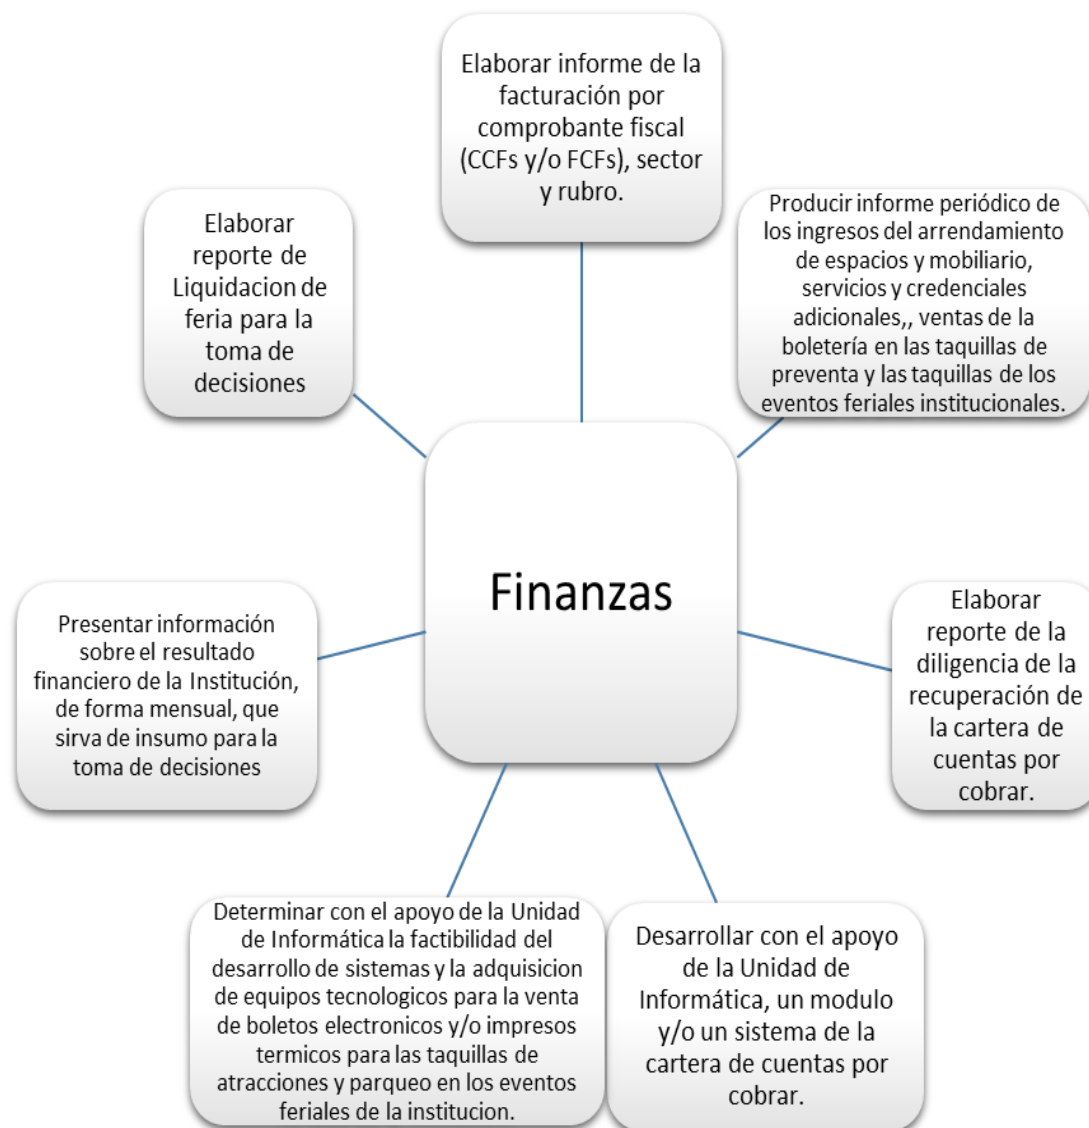 Elaborar informe de la
facturación por
comprobante fiscal
(CCFs y/o FCFs), sector
y rubro.
Elaborar
reporte de
Liquidacion de
feria para la
toma de
decisiones
Producir informe periódico de
los ingresos del arrendamiento
de espacios y mobiliario,
servicios y credenciales
adicionales,, ventas de la
boletería en las taquillas de
preventa y las taquillas de los
eventos feriales institucionales.
Finanzas
Presentar información
sobre el resultado
financiero de la Institución,
de forma mensual, que
sirva de insumo para la
toma de decisiones
Elaborar
reporte de la
diligencia de la
recuperación de
la cartera de
cuentas por
cobrar.
Determinar con el apoyo de la Unidad
de Informática la factibilidad del
desarrollo de sistemas y la adquisicion
de equipos tecnologicos para la venta
de boletos electronicos y/o impresos
termicos para las taquillas de
atracciones y parqueo en los eventos
feriales de la institucion.
Desarrollar con el apoyo
de la Unidad de
Informática, un modulo
y/o un sistema de la
cartera de cuentas por
cobrar.